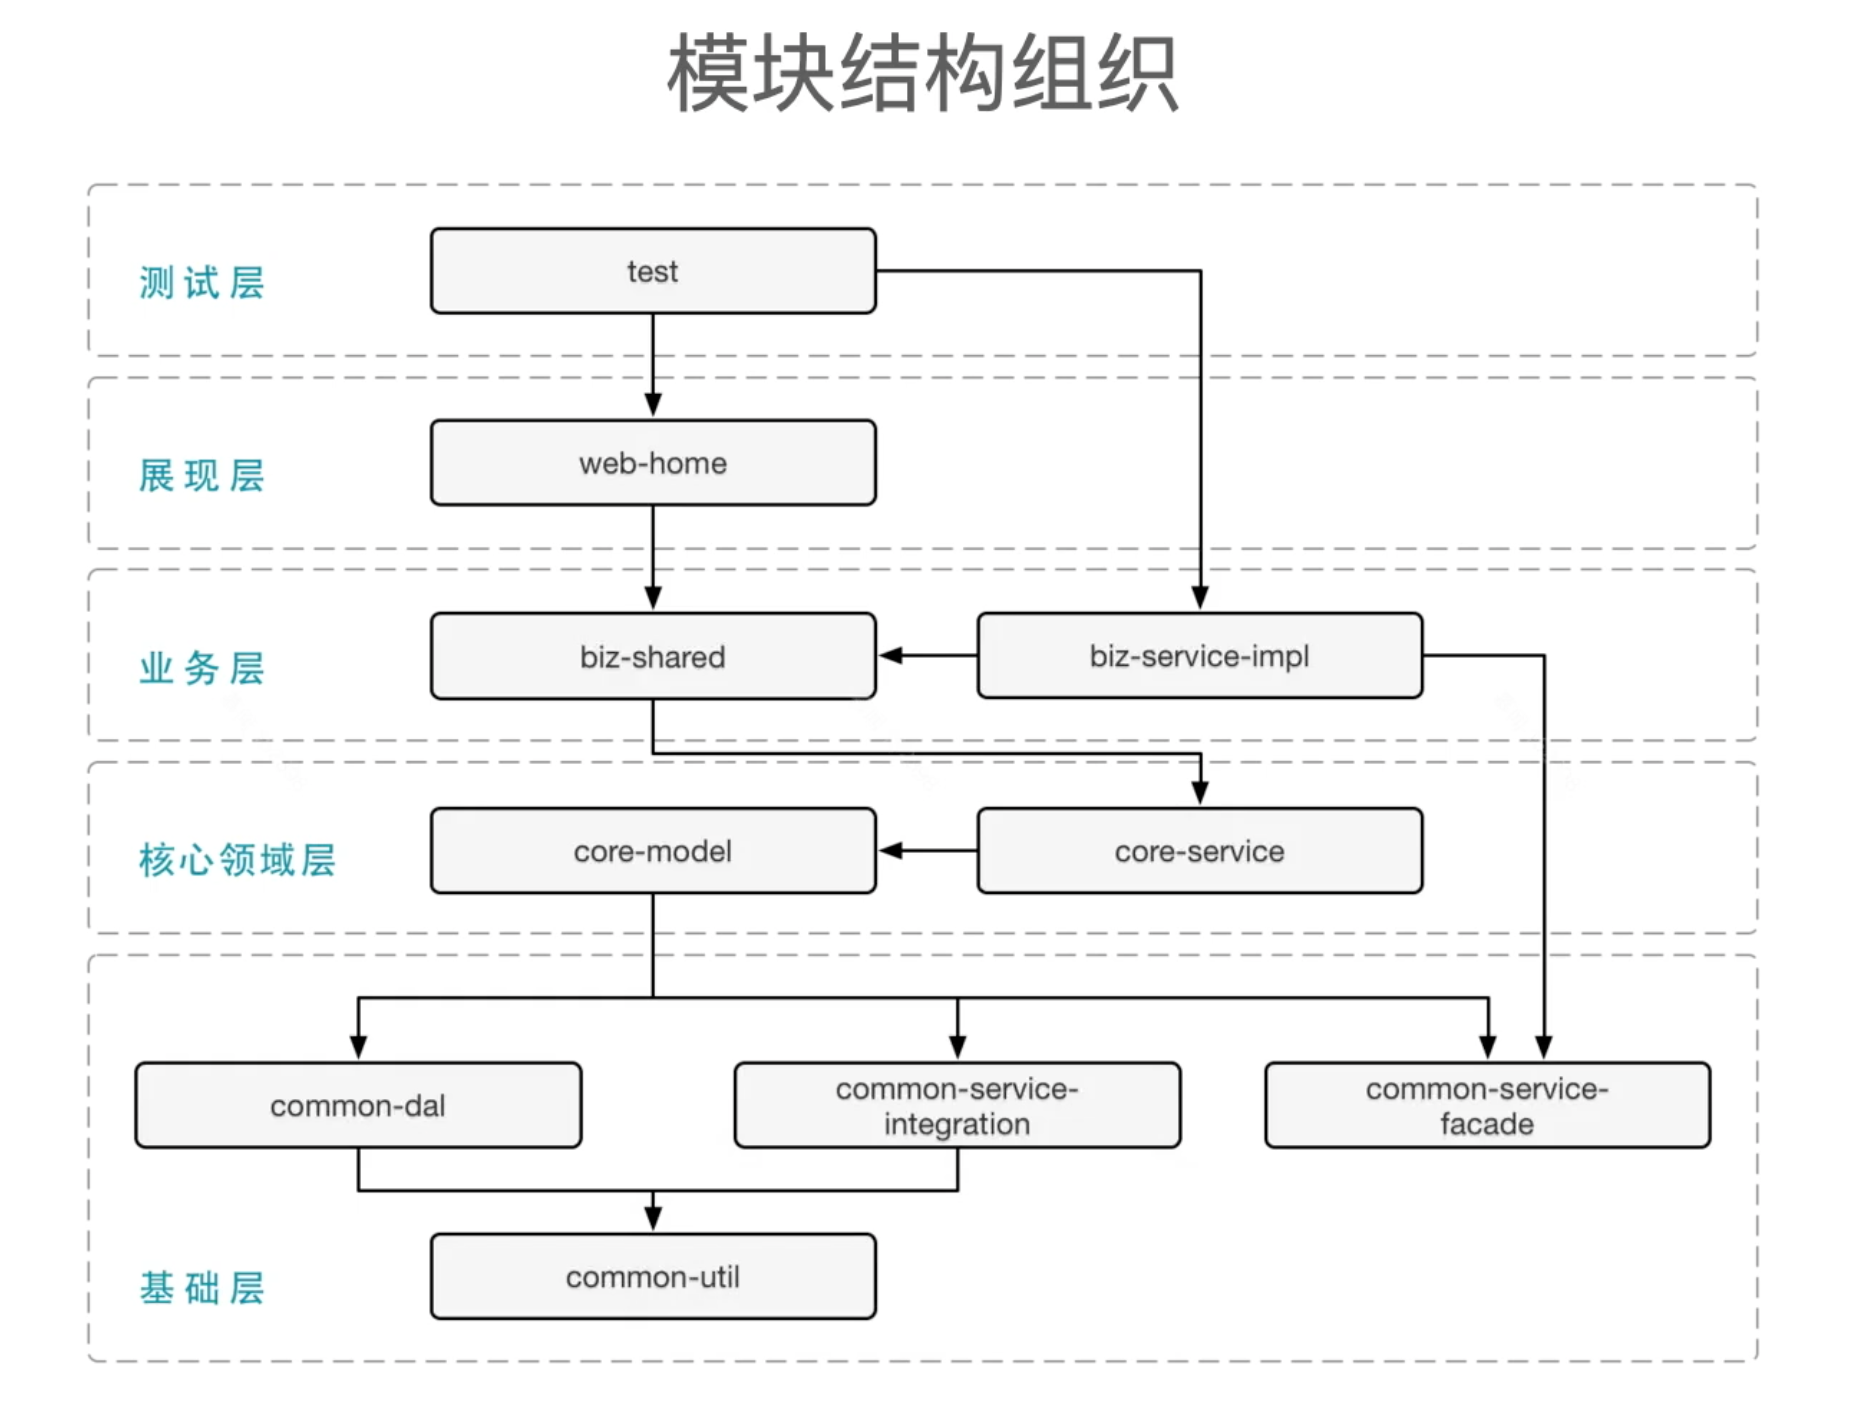 模块结构组织
测试层
test
展现层
web-home
业务层
biz-shared
biz-service-impl
核心领域层
core-model
core-service
common-dal
common-service-
integration
common-service-
facade
基础层
common-util